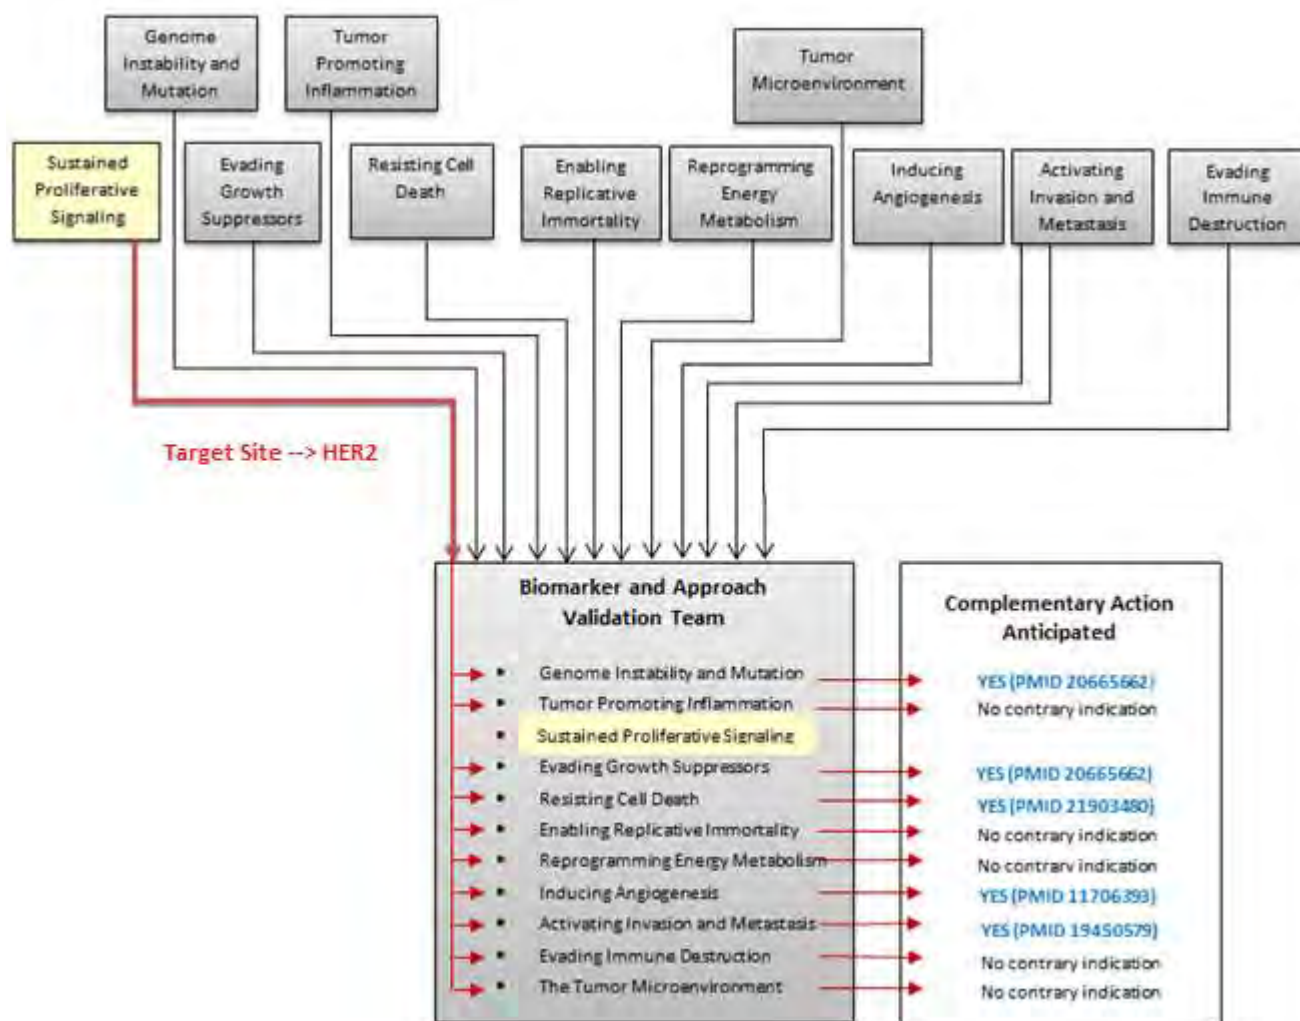 Genome
Instability and
Mutation
Tumor
Promoting
Inflammation
Tumor
Microenvironment
Sustained
Proliferative
Signaling
Evading
Growth
Suppressors
Resisting Cell
Death
Enabling
Replicative
Immortality
Reprogramming
Energy
Metabolism
Inducing
Angiogenesis
Activating
Invasion and
Metastasis
Evading
Immune
Destruction
Target Site --> HER2
Biomarker and Approach
Validation Team
Complementary Action
Anticipated
• Genome Instability and Mutation
YES (PMID 20665662)
• Tumor Promoting Inflammation
No contrary indication
• Sustained Proliferative Signaling
• Evading Growth Suppressors
YES (PMID 20665662)
• Resisting Cell Death
YES (PMID 21903480)
• Enabling Replicative Immortality
No contrary indication
• Reprogramming Energy Metabolism
No contrary indication
• Inducing Angiogenesis
YES (PMID 11706393)
• Activating Invasion and Metastasis
YES (PMID 19450579)
• Evading Immune Destruction
No contrary indication
• The Tumor Microenvironment
No contrary indication